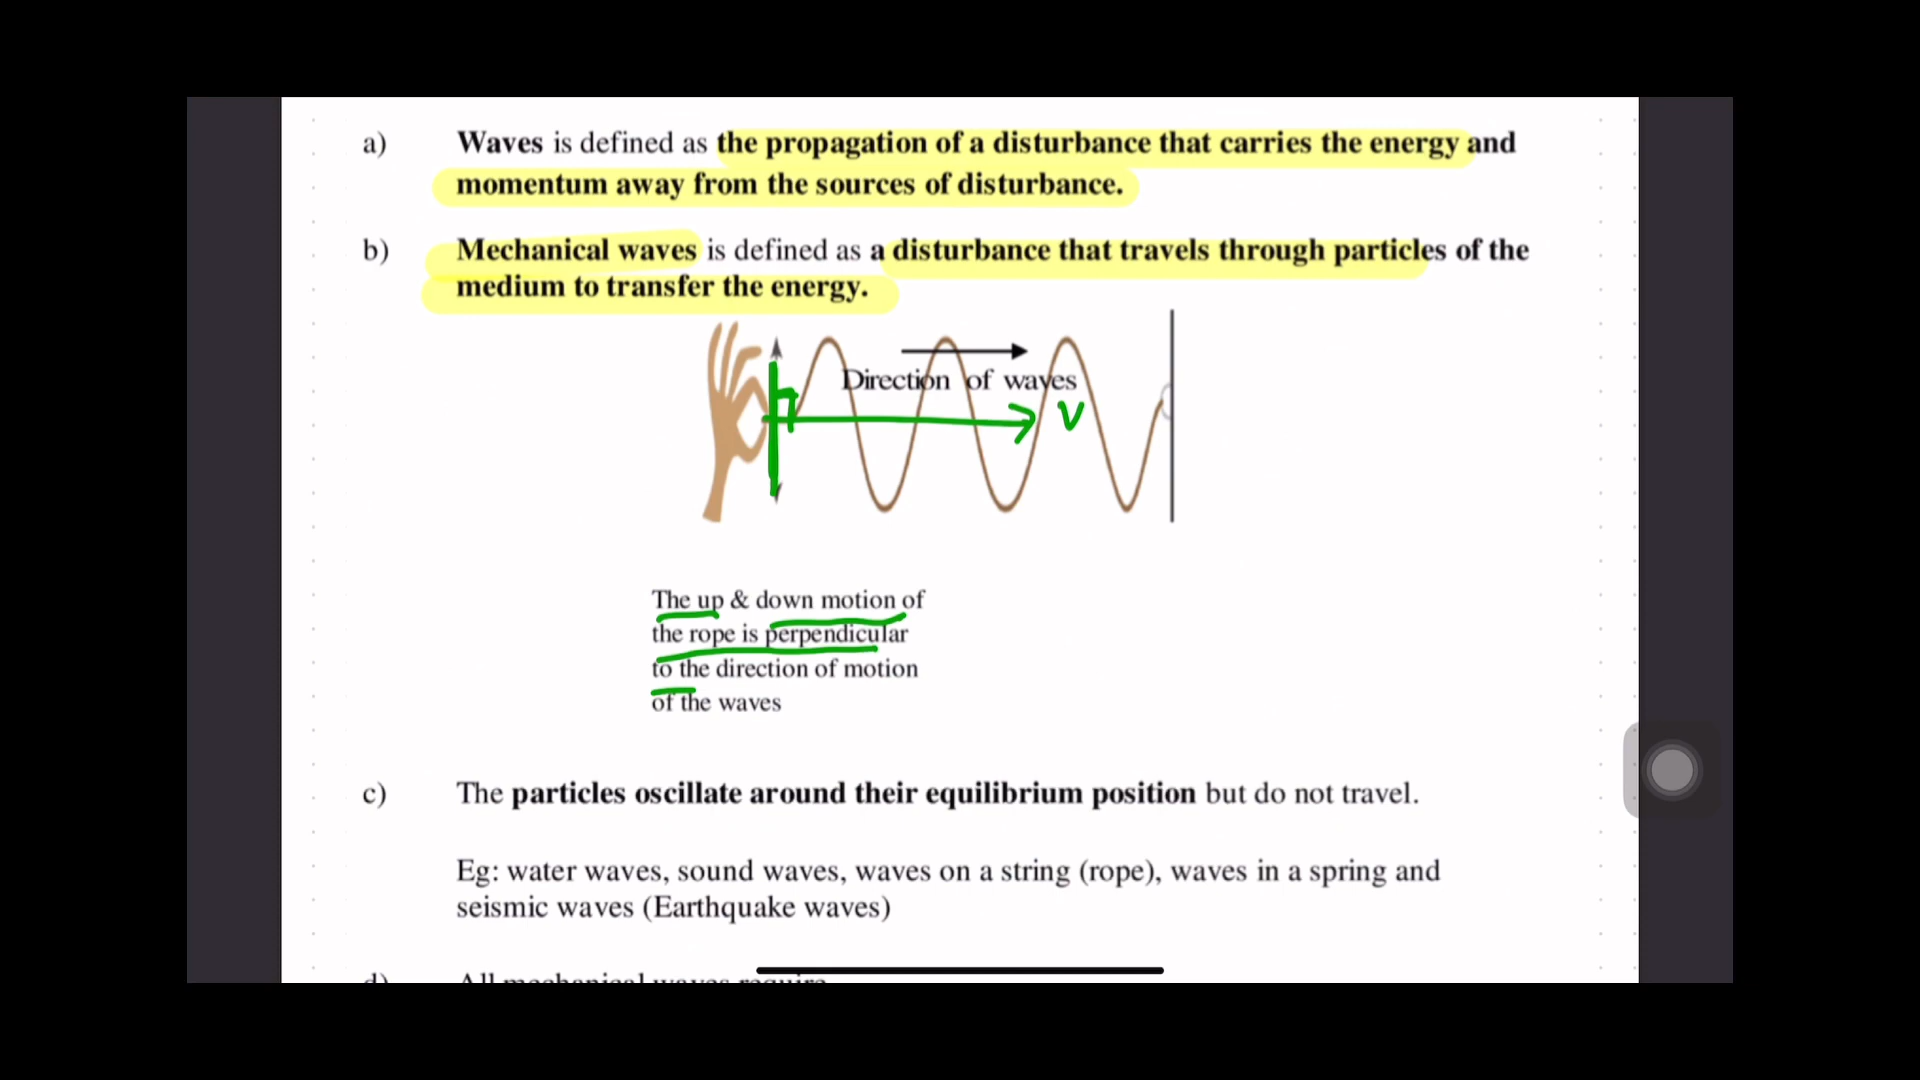 a) Waves is defined as the propagation of a disturbance that carries the energy and
momentum away from the sources of disturbance.
b) Mechanical waves is defined as a disturbance that travels through particles of the
medium to transfer the energy.
Direction of waves
V
The up & down motion of
the rope is perpendicular
to the direction of motion
of the waves
c) The particles oscillate around their equilibrium position but do not travel.
Eg: water waves, sound waves, waves on a string (rope), waves in a spring and
seismic waves (Earthquake waves)
d) All mechanical waves require